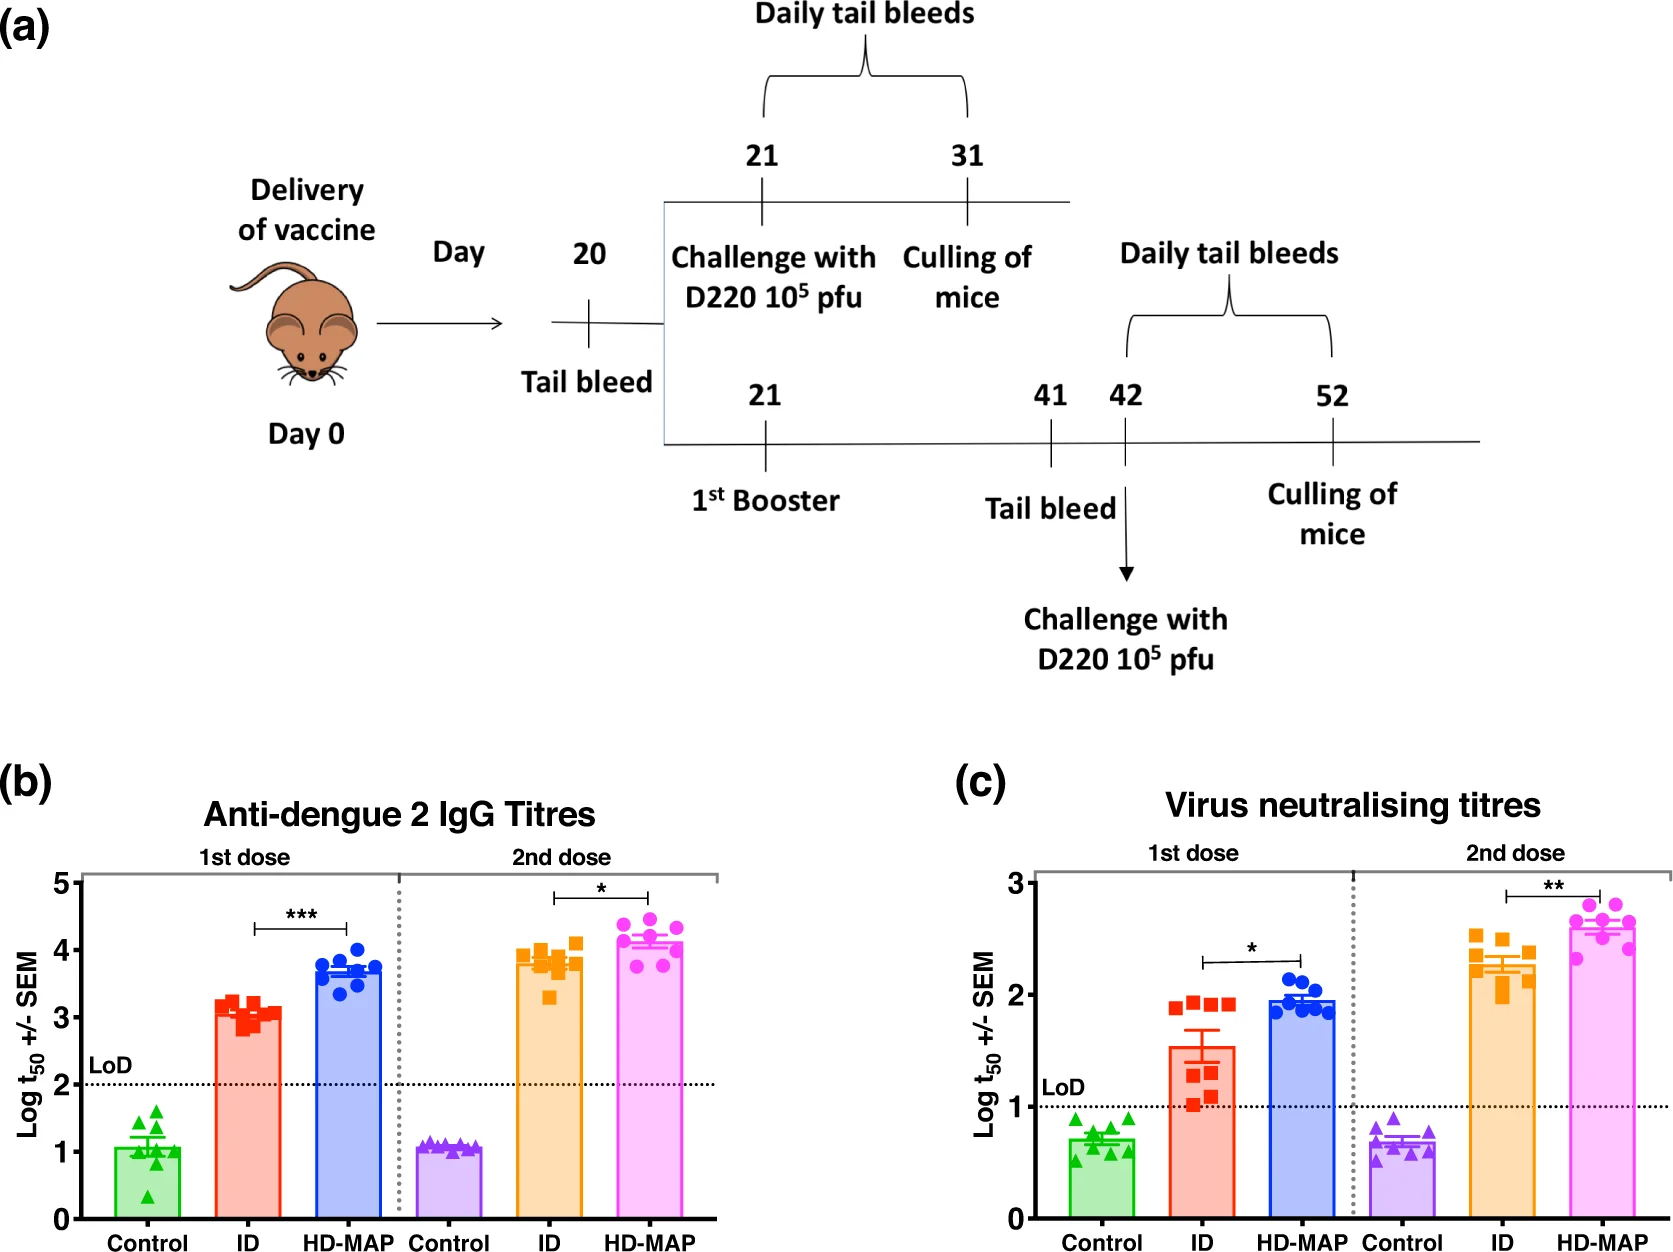 (a)
Daily tail bleeds
21
31
Delivery
of vaccine
Day
20
Challenge with
D220 10⁵ pfu
Culling of
mice
Daily tail bleeds
Tail bleed
Day 0
21
41
42
52
1st Booster
Tail bleed
Culling of
mice
Challenge with
D220 10⁵ pfu
(b)
Anti-dengue 2 IgG Titres
1st dose
2nd dose
Log t50 +/- SEM
5
4
3
2
1
0
***
*
LoD
Control
ID
HD-MAP
Control
ID
HD-MAP
(c)
Virus neutralising titres
1st dose
2nd dose
Log t50 +/- SEM
3
2
1
0
*
**
LoD
Control
ID
HD-MAP
Control
ID
HD-MAP